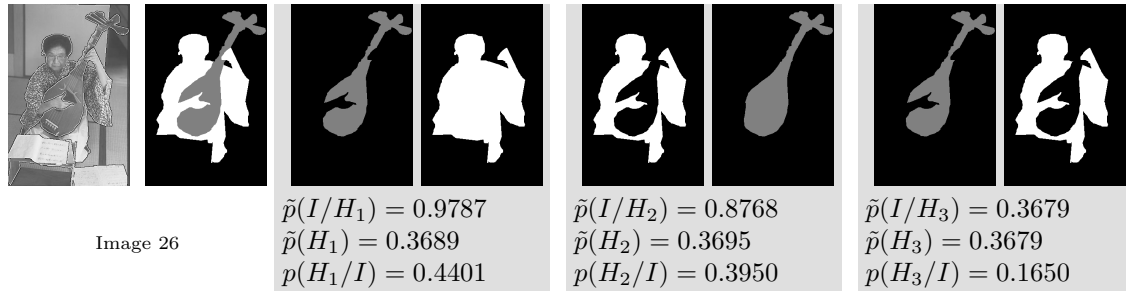 Image 26
p̃(I/H₁) = 0.9787
p̃(H₁) = 0.3689
p(H₁/I) = 0.4401
p̃(I/H₂) = 0.8768
p̃(H₂) = 0.3695
p(H₂/I) = 0.3950
p̃(I/H₃) = 0.3679
p̃(H₃) = 0.3679
p(H₃/I) = 0.1650